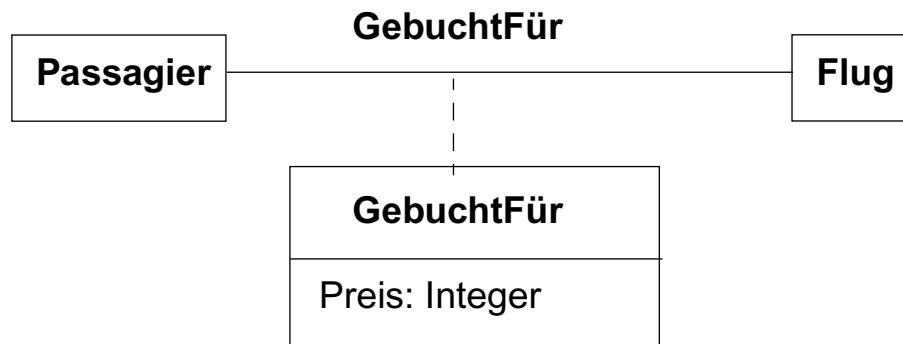 GebuchtFür
Passagier
Flug
GebuchtFür
Preis: Integer